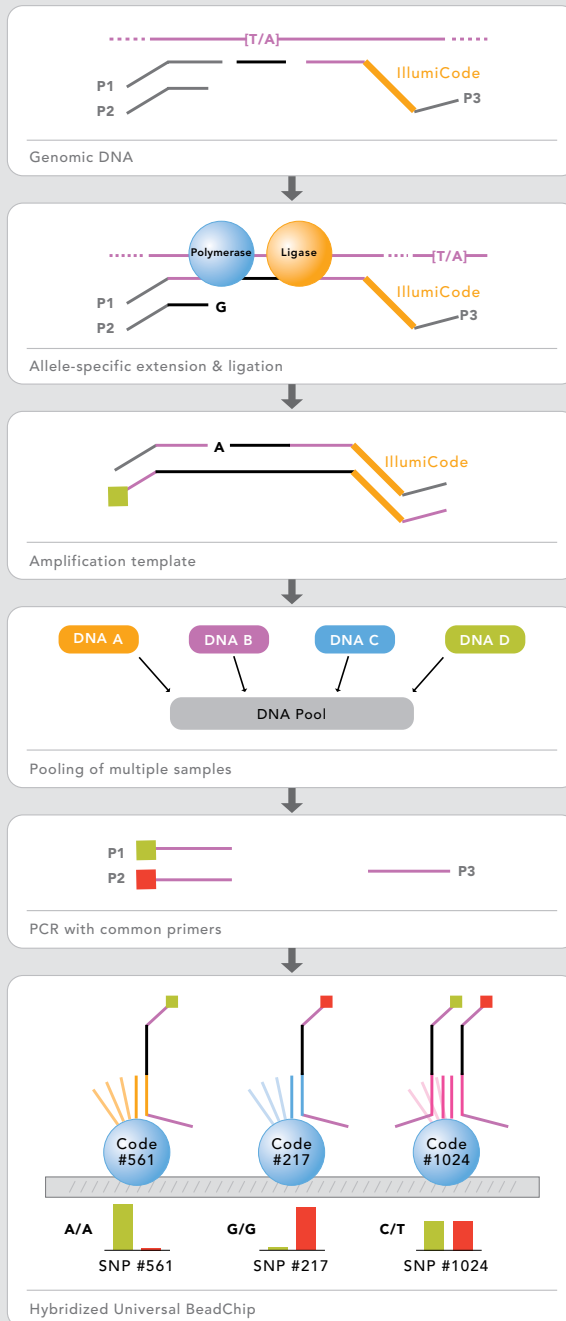 [T/A]
IllumiCode
P1
P3
P2
Genomic DNA
Polymerase
Ligase
[T/A]
IllumiCode
P1
G
P3
P2
Allele-specific extension & ligation
A
IllumiCode
Amplification template
DNA A
DNA B
DNA C
DNA D
DNA Pool
Pooling of multiple samples
P1
P2
P3
PCR with common primers
Code
#561
Code
#217
Code
#1024
A/A
G/G
C/T
SNP #561
SNP #217
SNP #1024
Hybridized Universal BeadChip